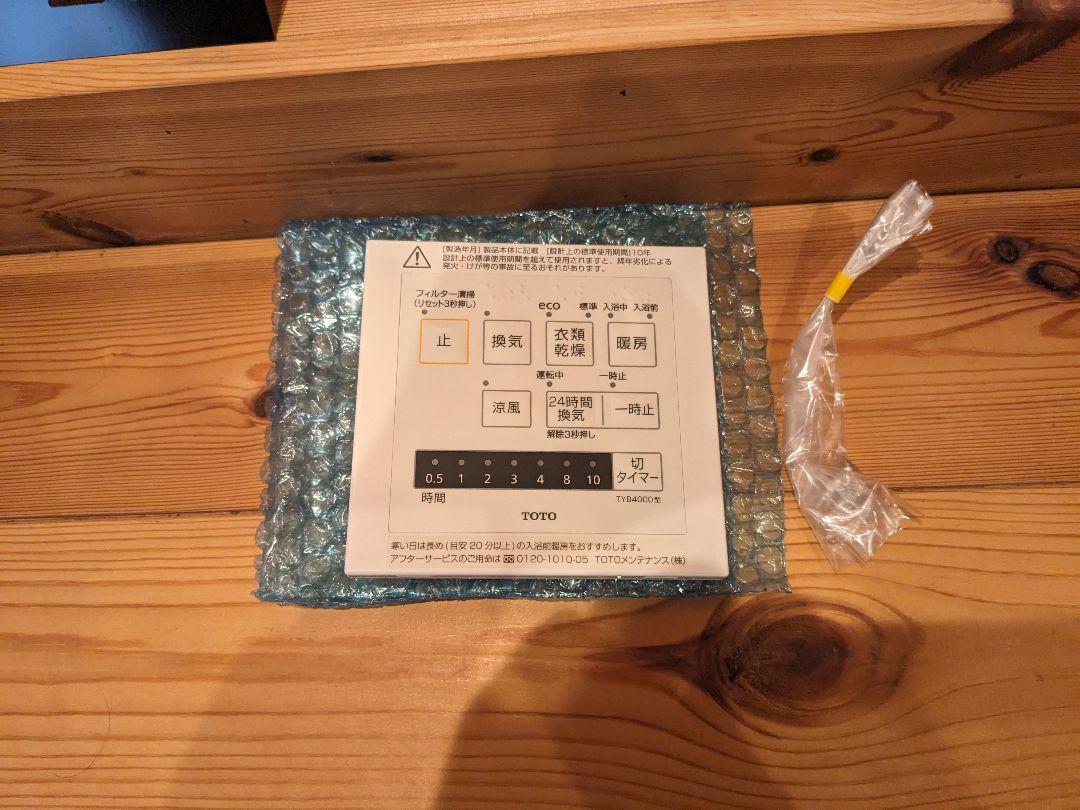 [製造年月] 製品本体に記載 [設計上の標準使用期間]10年
設計上の標準使用期間を超えて使用されますと、経年劣化による
発火・けが等の事故に至るおそれがあります。
フィルター清掃
(リセット3秒押し)
eco 標準 入浴中 入浴前
止 換気 衣類 暖房
乾燥
運転中 一時止
涼風 24時間 一時止
換気
解除3秒押し
0.5 1 2 3 4 8 10 切
タイマー
時間 TYB4000型
TOTO
寒い日は長め(目安20分以上)の入浴前暖房をおすすめします。
アフターサービスのご用命は 0120-1010-05 TOTOメンテナンス(株)